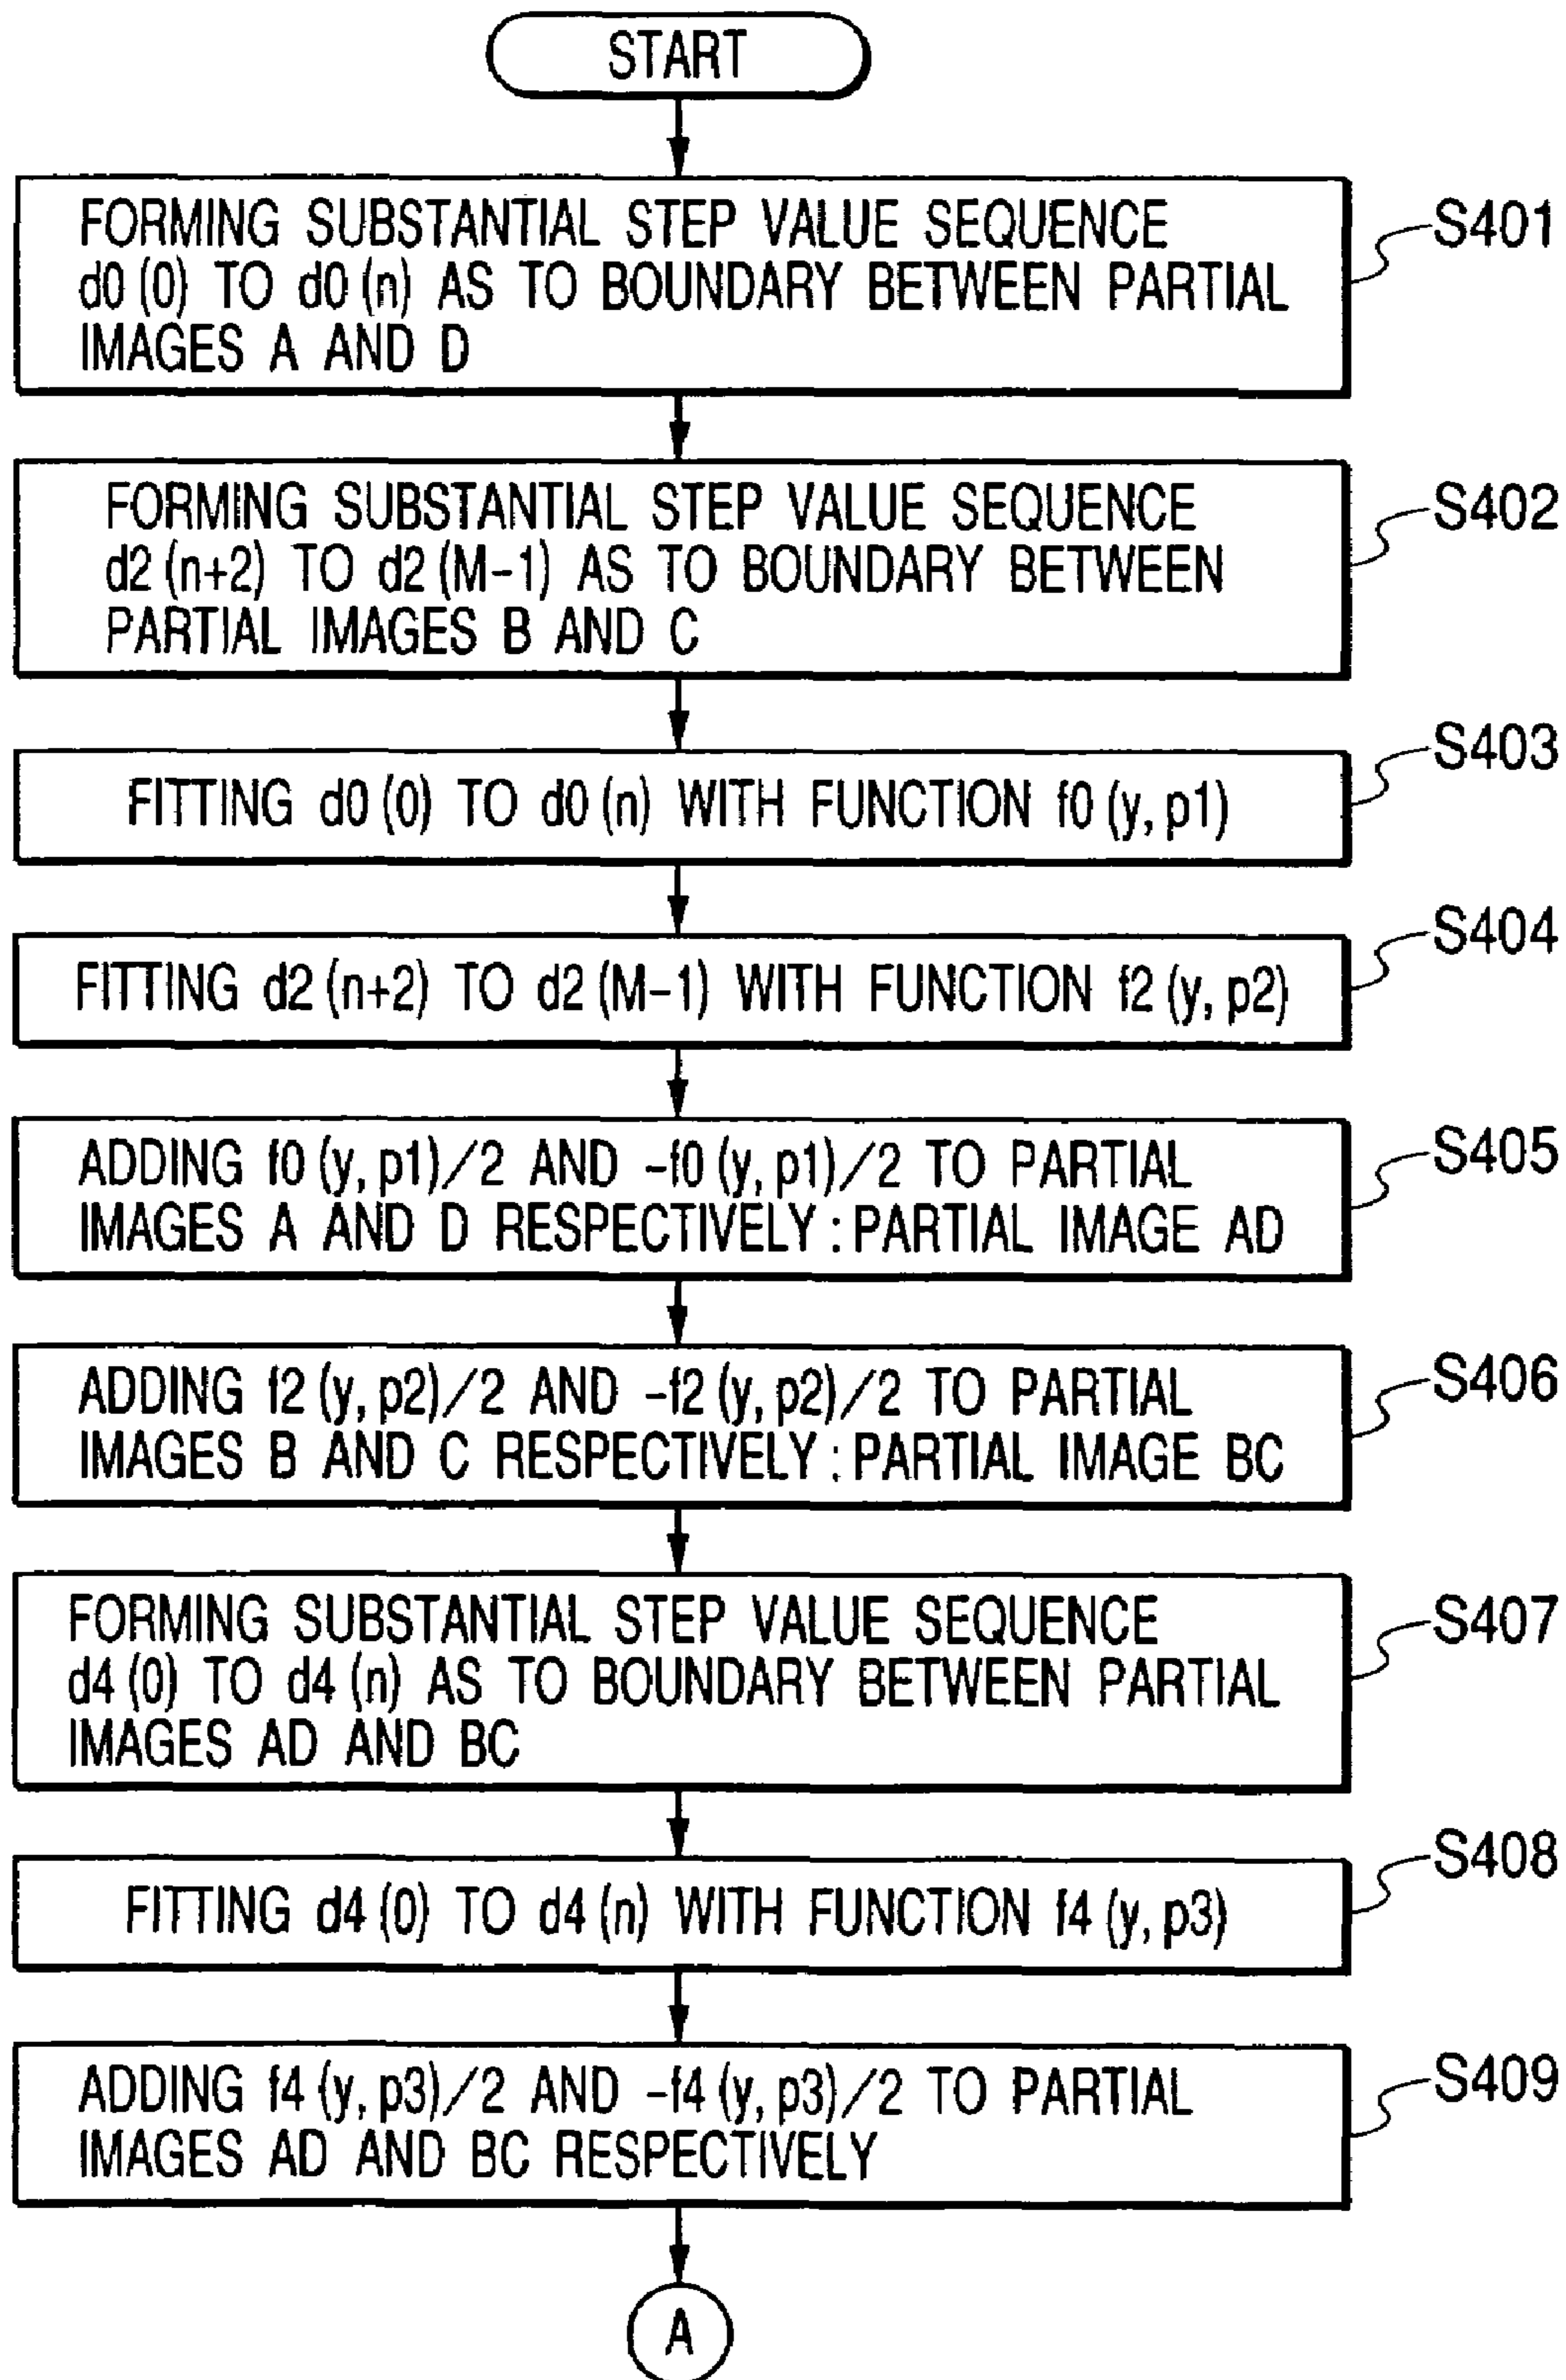 START
FORMING SUBSTANTIAL STEP VALUE SEQUENCE
d0 (0) TO d0 (n) AS TO BOUNDARY BETWEEN PARTIAL
IMAGES A AND D
S401
FORMING SUBSTANTIAL STEP VALUE SEQUENCE
d2 (n+2) TO d2 (M-1) AS TO BOUNDARY BETWEEN
PARTIAL IMAGES B AND C
S402
FITTING d0 (0) TO d0 (n) WITH FUNCTION f0 (y, p1)
S403
FITTING d2 (n+2) TO d2 (M-1) WITH FUNCTION f2 (y, p2)
S404
ADDING f0 (y, p1)/2 AND -f0 (y, p1)/2 TO PARTIAL
IMAGES A AND D RESPECTIVELY : PARTIAL IMAGE AD
S405
ADDING f2 (y, p2)/2 AND -f2 (y, p2)/2 TO PARTIAL
IMAGES B AND C RESPECTIVELY : PARTIAL IMAGE BC
S406
FORMING SUBSTANTIAL STEP VALUE SEQUENCE
d4 (0) TO d4 (n) AS TO BOUNDARY BETWEEN PARTIAL
IMAGES AD AND BC
S407
FITTING d4 (0) TO d4 (n) WITH FUNCTION f4 (y, p3)
S408
ADDING f4 (y, p3)/2 AND -f4 (y, p3)/2 TO PARTIAL
IMAGES AD AND BC RESPECTIVELY
S409
A